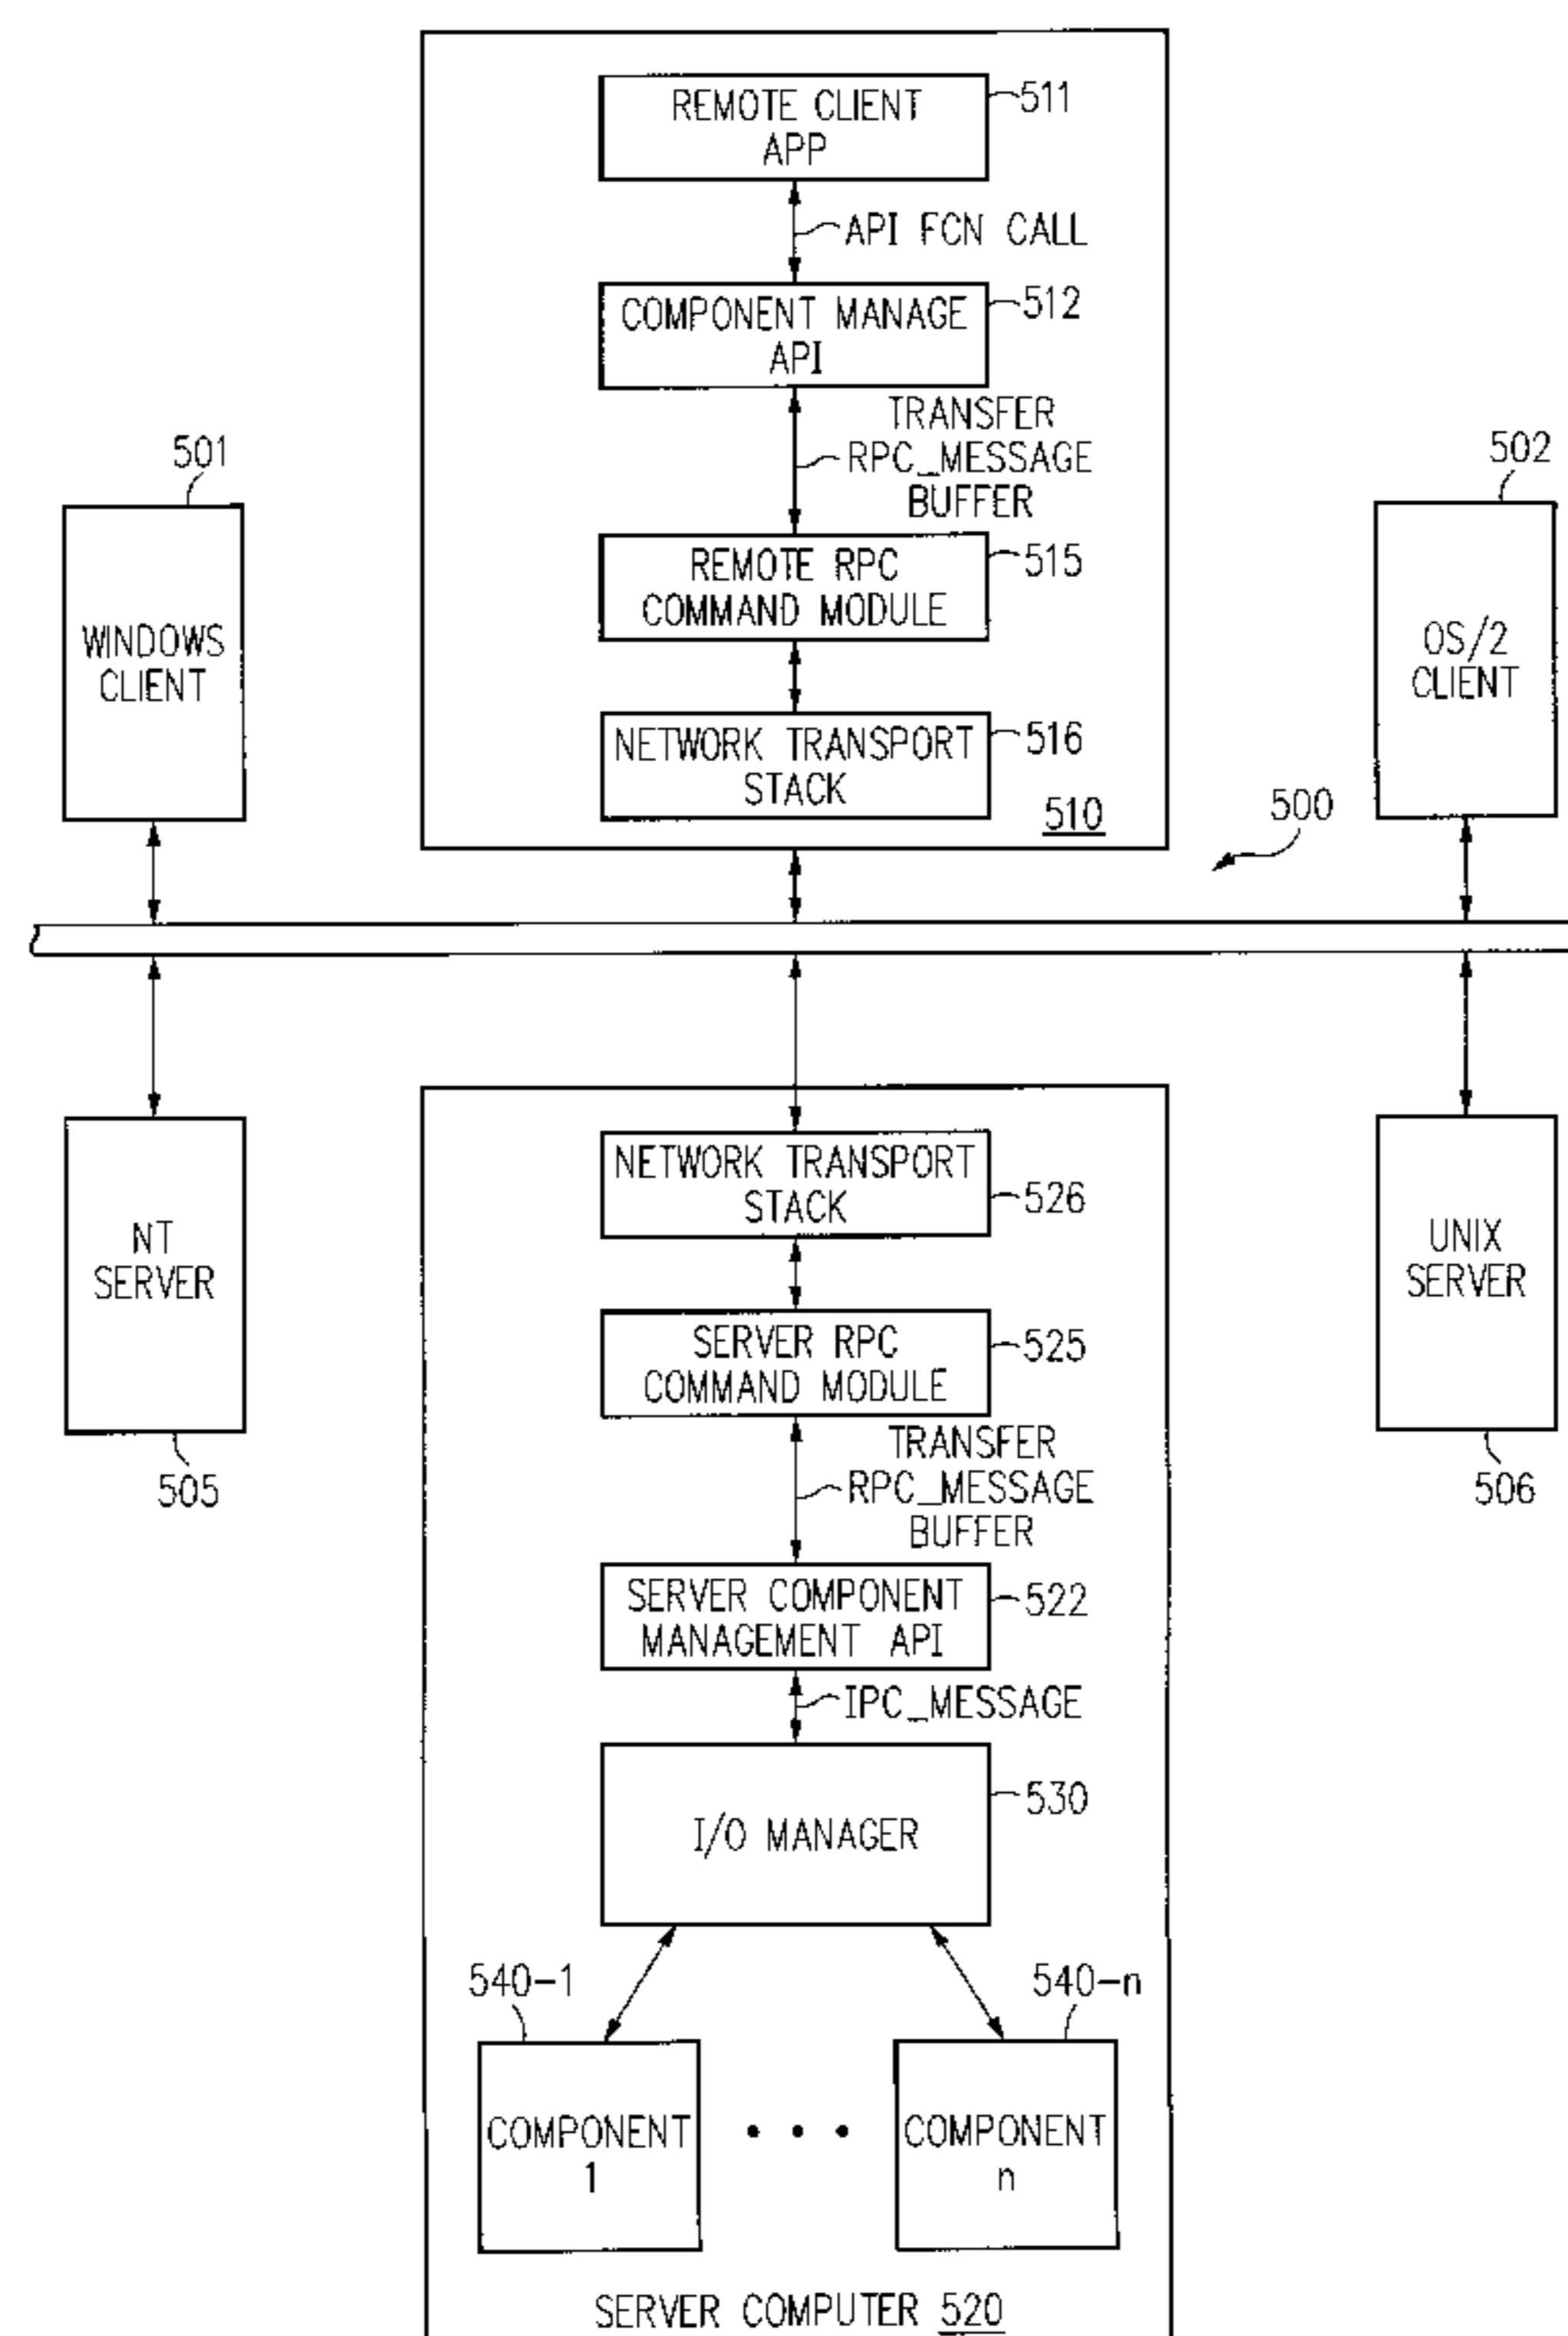 REMOTE CLIENT
APP
511
API FCN CALL
COMPONENT MANAGE
API
512
TRANSFER
RPC_MESSAGE
BUFFER
501
502
REMOTE RPC
COMMAND MODULE
515
WINDOWS
CLIENT
OS/2
CLIENT
NETWORK TRANSPORT
STACK
516
510
500
NETWORK TRANSPORT
STACK
526
NT
SERVER
UNIX
SERVER
SERVER RPC
COMMAND MODULE
525
505
506
TRANSFER
RPC_MESSAGE
BUFFER
SERVER COMPONENT
MANAGEMENT API
522
IPC_MESSAGE
I/O MANAGER
530
540-1
540-n
COMPONENT
1
COMPONENT
n
SERVER COMPUTER 520